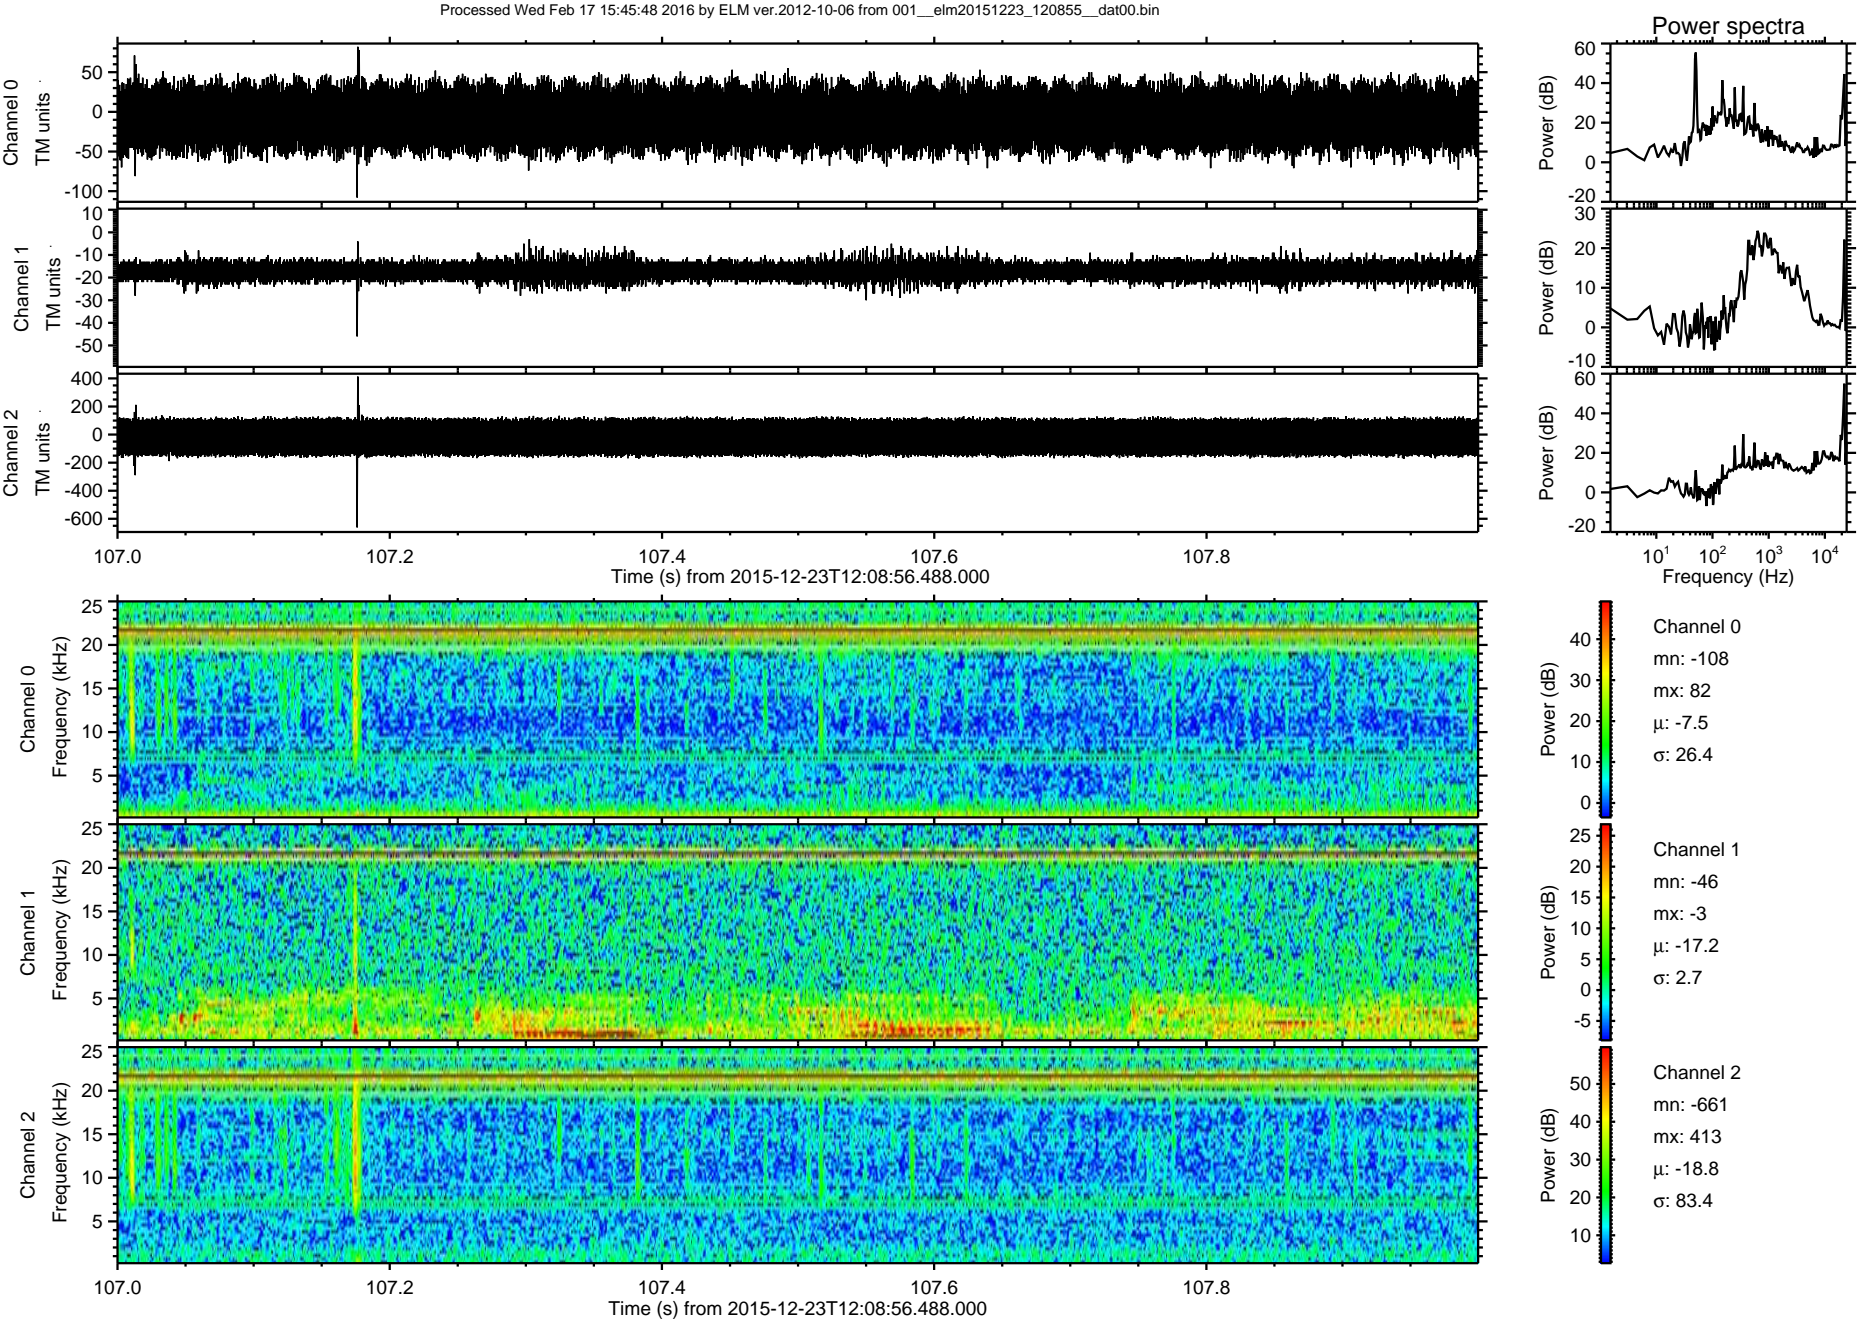 Processed Wed Feb 17 15:45:48 2016 by ELM ver.2012-10-06 from 001__elm20151223_120855__dat00.bin
Power spectra
Channel 0
TM units
50
0
-50
-100
Power (dB)
60
40
20
0
-20
Channel 1
TM units
10
0
-10
-20
-30
-40
-50
Power (dB)
30
20
10
0
-10
Channel 2
TM units
400
200
0
-200
-400
-600
Power (dB)
60
40
20
0
-20
107.0 107.2 107.4 107.6 107.8
Time (s) from 2015-12-23T12:08:56.488.000
10^1 10^2 10^3 10^4
Frequency (Hz)
Channel 0
Frequency (kHz)
25
20
15
10
5
Power (dB)
40
30
20
10
0
Channel 0
mn: -108
mx: 82
μ: -7.5
σ: 26.4
Channel 1
Frequency (kHz)
25
20
15
10
5
Power (dB)
25
20
15
10
5
0
-5
Channel 1
mn: -46
mx: -3
μ: -17.2
σ: 2.7
Channel 2
Frequency (kHz)
25
20
15
10
5
Power (dB)
50
40
30
20
10
Channel 2
mn: -661
mx: 413
μ: -18.8
σ: 83.4
107.0 107.2 107.4 107.6 107.8
Time (s) from 2015-12-23T12:08:56.488.000